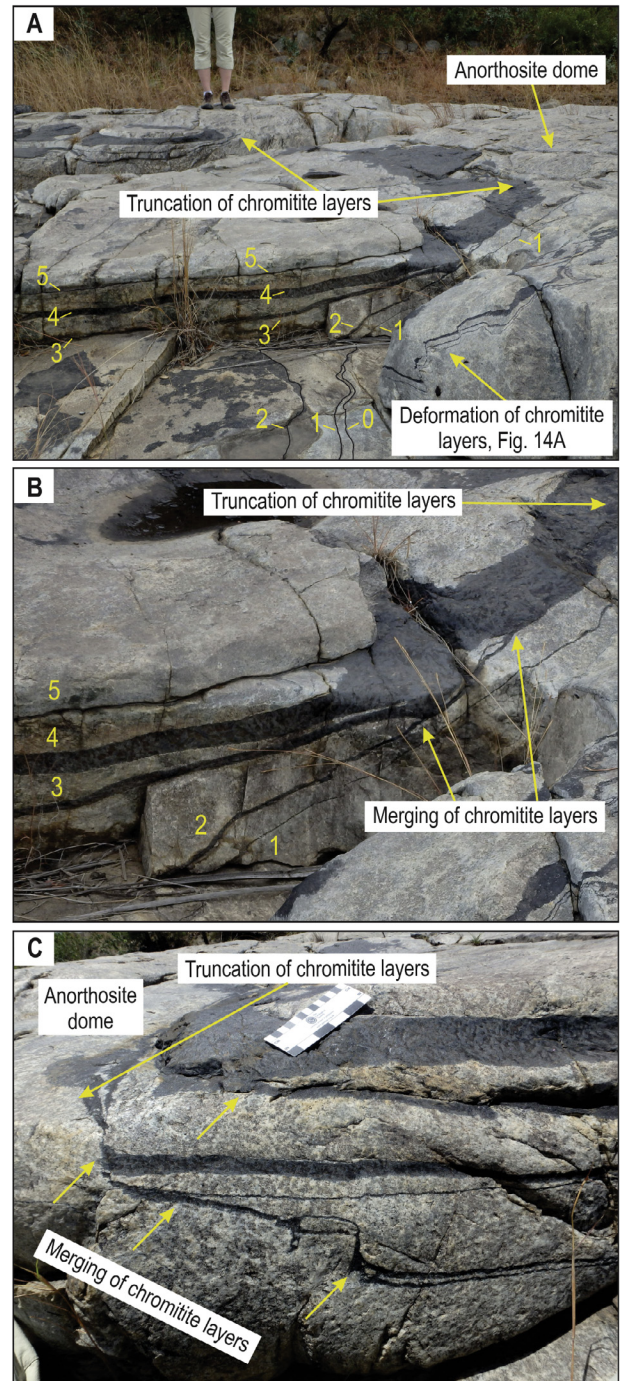 A
Anorthosite dome
Truncation of chromitite layers
1
5
5
4
4
3
3
2
1
2
1
0
Deformation of chromitite
layers, Fig. 14A
B
Truncation of chromitite layers
5
4
3
2
1
Merging of chromitite layers
C
Truncation of chromitite layers
Anorthosite
dome
Merging of chromitite layers